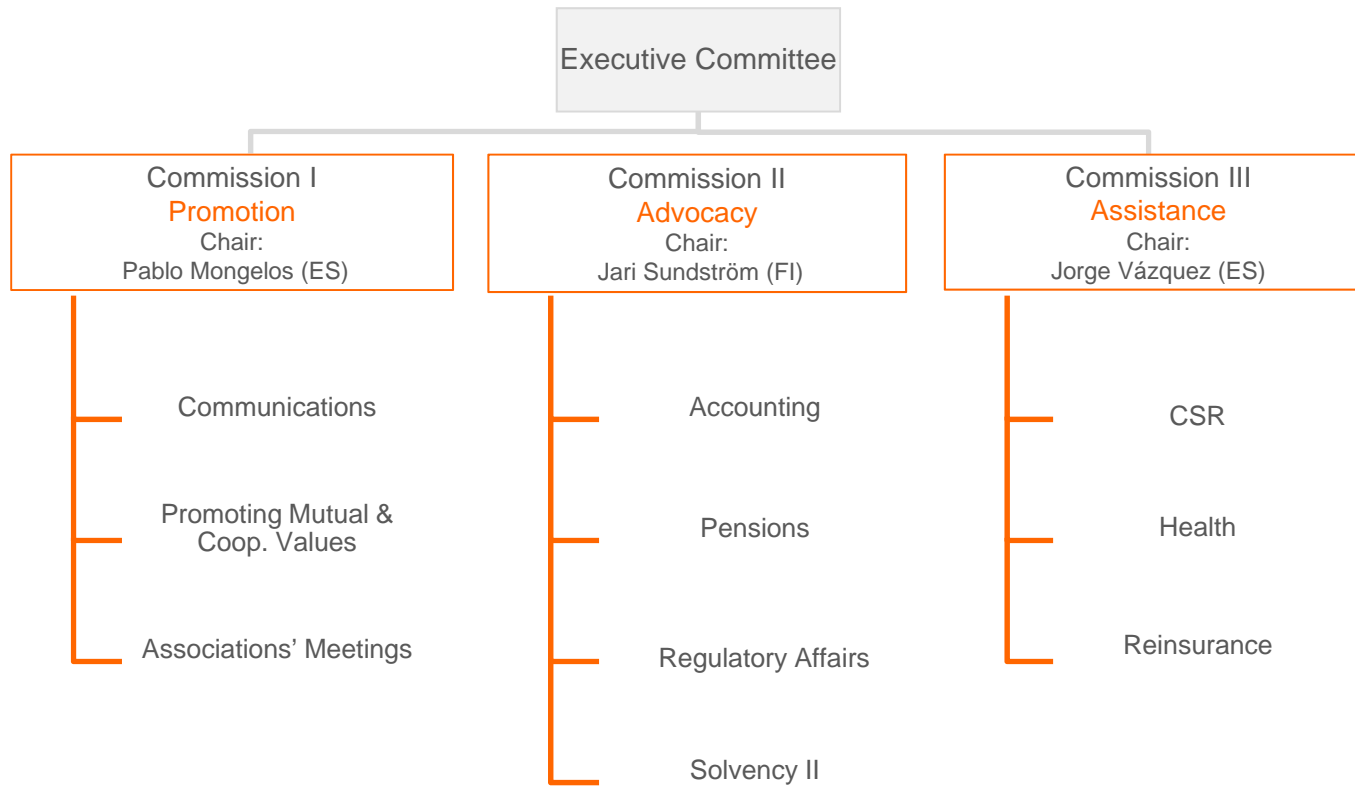 Executive Committee
Commission I
Promotion
Chair:
Pablo Mongelos (ES)
Communications
Promoting Mutual &
Coop. Values
Associations’ Meetings
Commission II
Advocacy
Chair:
Jari Sundström (FI)
Accounting
Pensions
Regulatory Affairs
Solvency II
Commission III
Assistance
Chair:
Jorge Vázquez (ES)
CSR
Health
Reinsurance